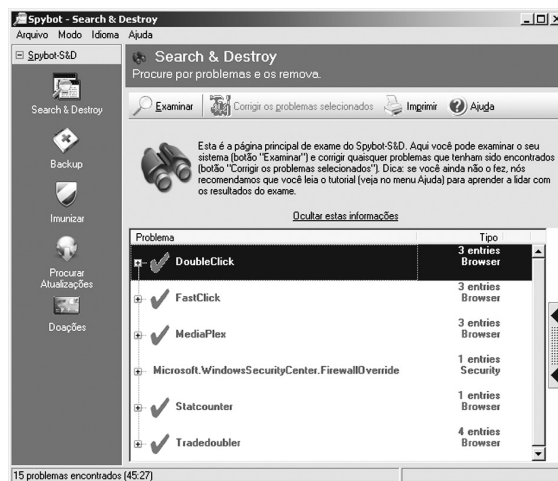 Spybot - Search & Destroy
Arquivo Modo Idioma Ajuda
Spybot-S&D
Search & Destroy
Backup
Imunizar
Procurar
Atualizações
Doações
Search & Destroy
Procure por problemas e os remova.
Examinar Corrigir os problemas selecionados Imprimir Ajuda
Esta é a página principal de exame do Spybot-S&D. Aqui você pode examinar o seu
sistema (botão "Examinar") e corrigir quaisquer problemas que tenham sido encontrados
(botão "Corrigir os problemas selecionados"). Dica: se você ainda não o fez, nós
recomendamos que você leia o tutorial (veja no menu Ajuda) para aprender a lidar com
os resultados do exame.
Ocultar estas informações
Problema Tipo
DoubleClick 3 entries
Browser
FastClick 3 entries
Browser
MediaPlex 3 entries
Browser
Microsoft.WindowsSecurityCenter.FirewallOverride 1 entries
Security
Statcounter 1 entries
Browser
Tradedoubler 4 entries
Browser
15 problemas encontrados (45:27)